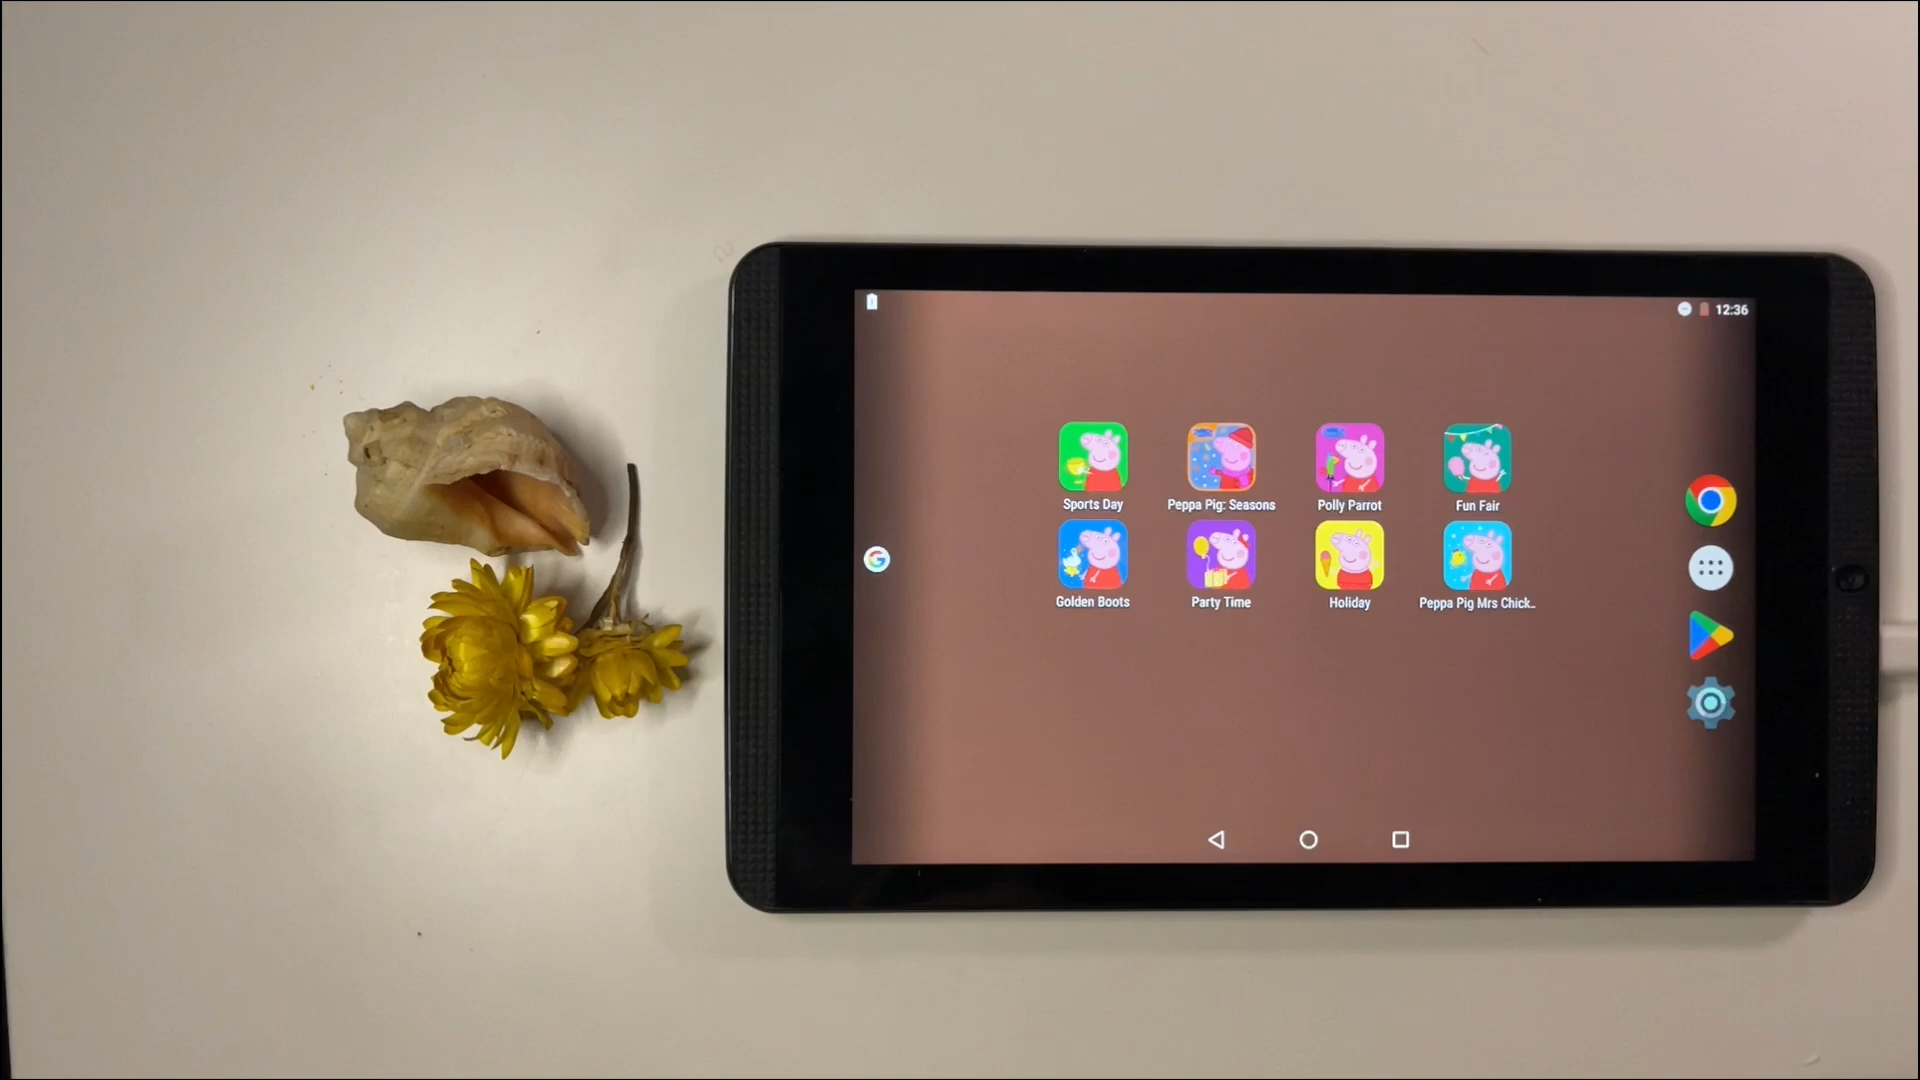 12:36
Sports Day
Peppa Pig: Seasons
Polly Parrot
Fun Fair
Golden Boots
Party Time
Holiday
Peppa Pig Mrs Chick..